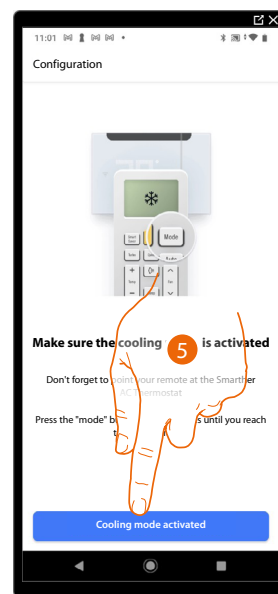 11:01
Configuration
Mode
Make sure the cooling 5 is activated
Don't forget to point your remote at the Smarther
AC Thermostat
Press the "mode" b s until you reach
Cooling mode activated